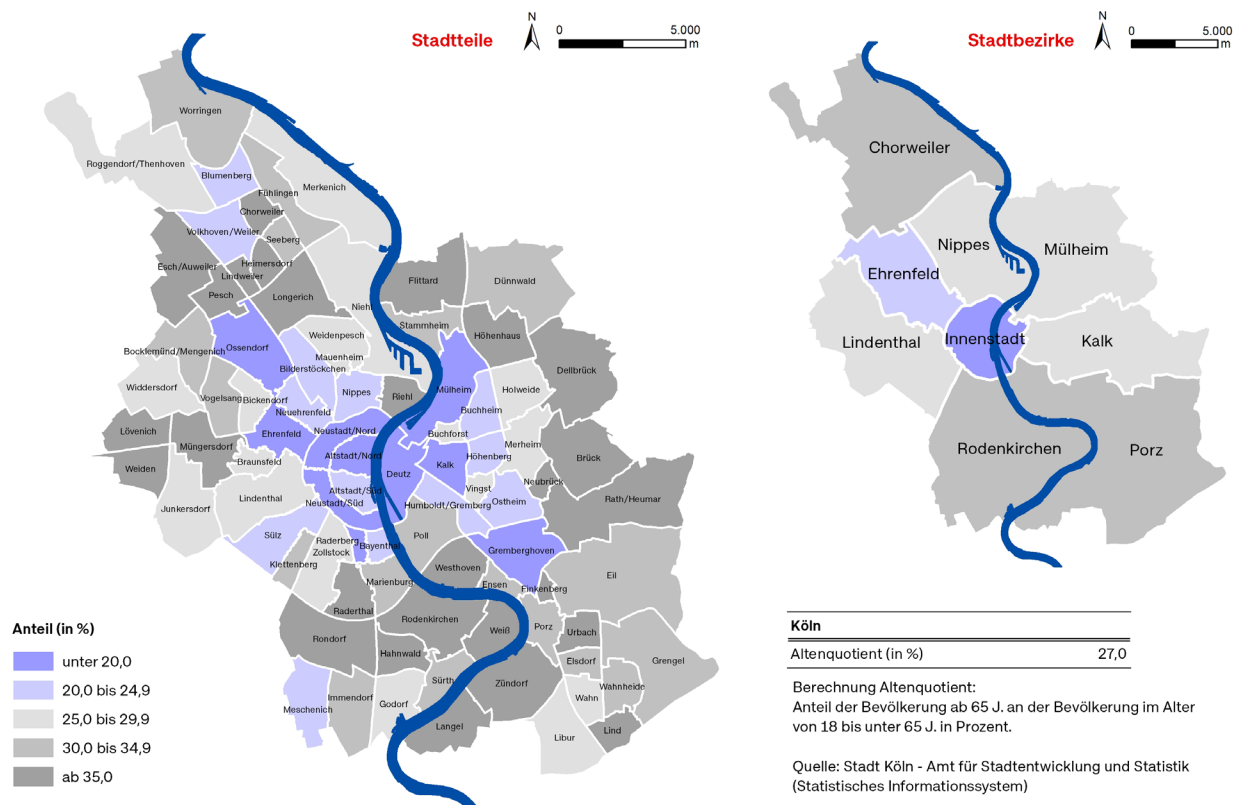 Stadtteile
N
0
5.000
m
Worringen
Roggendorf/Thenhoven
Blumenberg
Merkenich
Fühlingen
Chorweiler
Volkhoven/Weiler
Seeberg
Heimersdorf
Esch/Auweiler
Lindweiler
Pesch
Longerich
Flittard
Dünnwald
Niehl
Stammheim
Weidenpesch
Höhenhaus
Ossendorf
Bocklemünd/Mengenich
Mauenheim
Bilderstöckchen
Dellbrück
Widdersdorf
Nippes
Mülheim
Holweide
Riehl
Vogelsang
Bickendorf
Buchheim
Neuehrenfeld
Lövenich
Ehrenfeld
Neustadt/Nord
Buchforst
Müngersdorf
Merheim
Altstadt/Nord
Höhenberg
Brück
Braunsfeld
Kalk
Weiden
Deutz
Neubrück
Vingst
Altstadt/Süd
Lindenthal
Rath/Heumar
Neustadt/Süd
Humboldt/Gremberg
Ostheim
Junkersdorf
Sülz
Poll
Raderberg
Bayenthal
Zollstock
Gremberghoven
Klettenberg
Westhoven
Eil
Marienburg
Ensen
Finkenberg
Raderthal
Rodenkirchen
Porz
Weiß
Urbach
Rondorf
Hahnwald
Elsdorf
Grengel
Sürth
Zündorf
Wahnheide
Immendorf
Wahn
Godorf
Meschenich
Langel
Lind
Libur
Anteil (in %)
unter 20,0
20,0 bis 24,9
25,0 bis 29,9
30,0 bis 34,9
ab 35,0
Stadtbezirke
N
0
5.000
m
Chorweiler
Nippes
Mülheim
Ehrenfeld
Lindenthal
Innenstadt
Kalk
Rodenkirchen
Porz
Köln
Altenquotient (in %) 27,0
Berechnung Altenquotient:
Anteil der Bevölkerung ab 65 J. an der Bevölkerung im Alter
von 18 bis unter 65 J. in Prozent.
Quelle: Stadt Köln - Amt für Stadtentwicklung und Statistik
(Statistisches Informationssystem)